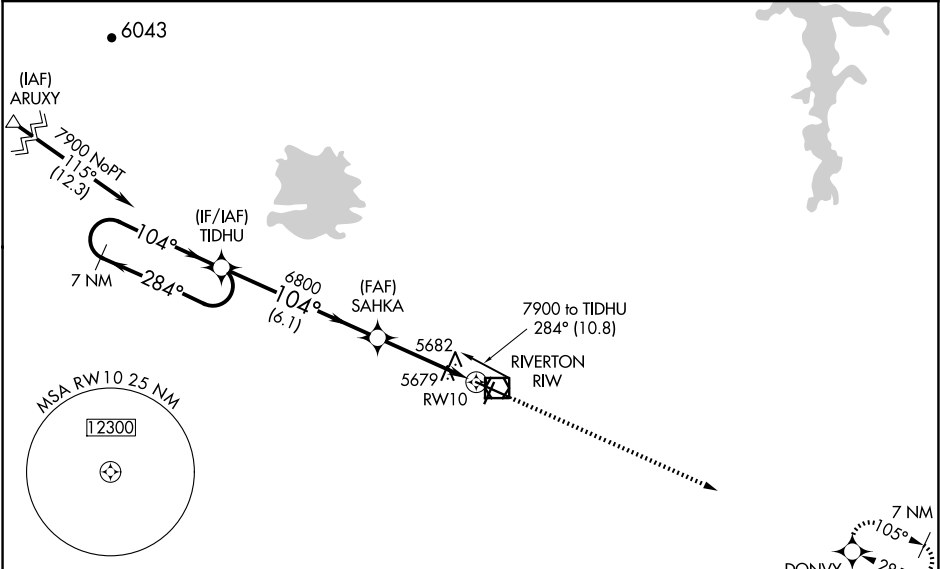 6043
(IAF)
ARUXY
7900 NoPT
115°
(12.3)
(IF/IAF)
TIDHU
104°
7 NM
284°
6800
104°
(6.1)
(FAF)
SAHKA
7900 to TIDHU
284° (10.8)
5682
5679
RIVERTON
RIW
RW10
MSA RW10 25 NM
12300
7 NM
105°